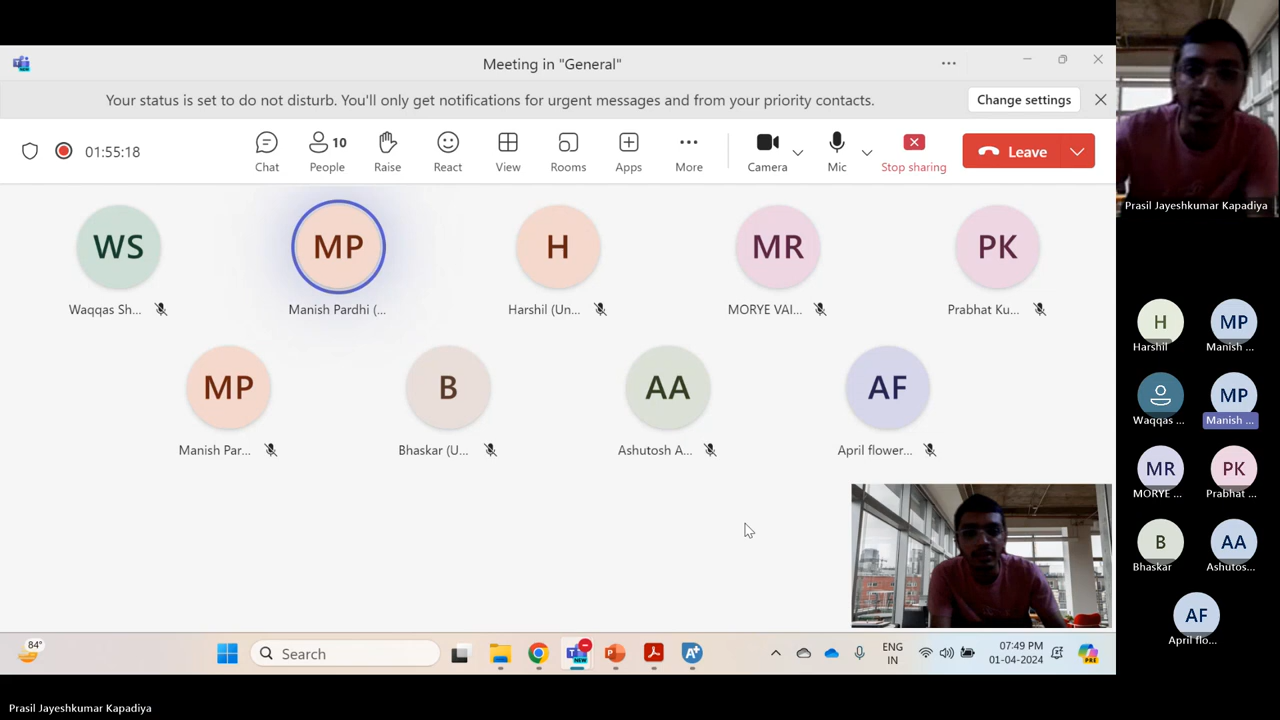 Meeting in "General"
Your status is set to do not disturb. You'll only get notifications for urgent messages and from your priority contacts.
Change settings
01:55:18
Chat
10
People
Raise
React
View
Rooms
Apps
More
Camera
Mic
Stop sharing
Leave
Prasil Jayeshkumar Kapadiya
WS
MP
H
MR
PK
Waqqas Sh...
Manish Pardhi (...
Harshil (Un...
MORYE VAI...
Prabhat Ku...
MP
B
AA
AF
Manish Par...
Bhaskar (U...
Ashutosh A...
April flower...
H
MP
Harshil
Manish ...
MP
Waqqas ...
Manish ...
MR
PK
MORYE ...
Prabhat ...
B
AA
Bhaskar
Ashutos...
AF
April flo...
84°
Search
NEW
ENG
IN
07:49 PM
01-04-2024
PRE
Prasil Jayeshkumar Kapadiya